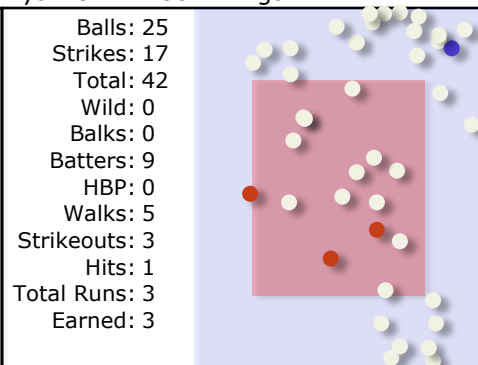 Balls: 25
Strikes: 17
Total: 42
Wild: 0
Balks: 0
Batters: 9
HBP: 0
Walks: 5
Strikeouts: 3
Hits: 1
Total Runs: 3
Earned: 3